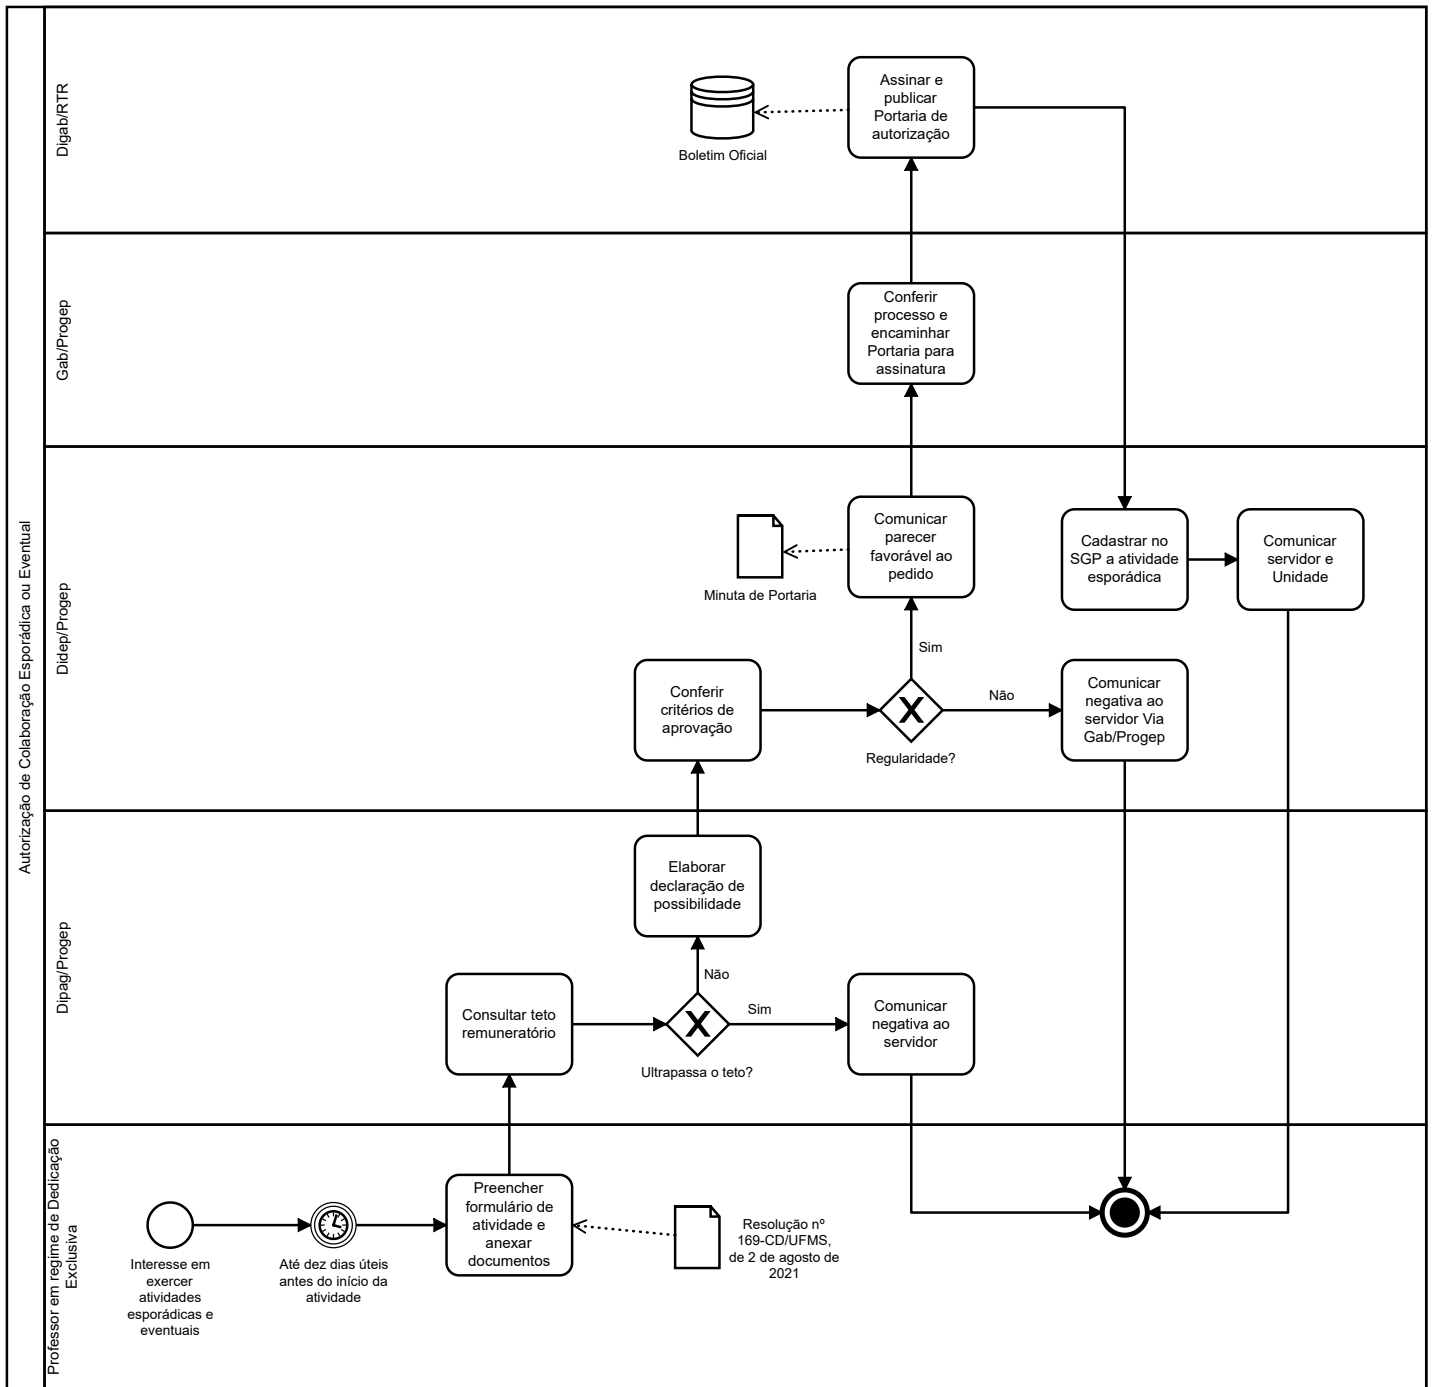 Autorização de Colaboração Esporádica ou Eventual
Digab/RTR
Boletim Oficial
Assinar e
publicar
Portaria de
autorização
Gab/Progep
Conferir
processo e
encaminhar
Portaria para
assinatura
Didep/Progep
Minuta de Portaria
Comunicar
parecer
favorável ao
pedido
Cadastrar no
SGP a atividade
esporádica
Comunicar
servidor e
Unidade
Sim
Conferir
critérios de
aprovação
Regularidade?
Não
Comunicar
negativa ao
servidor Via
Gab/Progep
Dipag/Progep
Elaborar
declaração de
possibilidade
Não
Consultar teto
remuneratório
Ultrapassa o teto?
Sim
Comunicar
negativa ao
servidor
Professor em regime de Dedicação
Exclusiva
Interesse em
exercer
atividades
esporádicas e
eventuais
Até dez dias úteis
antes do início da
atividade
Preencher
formulário de
atividade e
anexar
documentos
Resolução nº
169-CD/UFMS,
de 2 de agosto de
2021